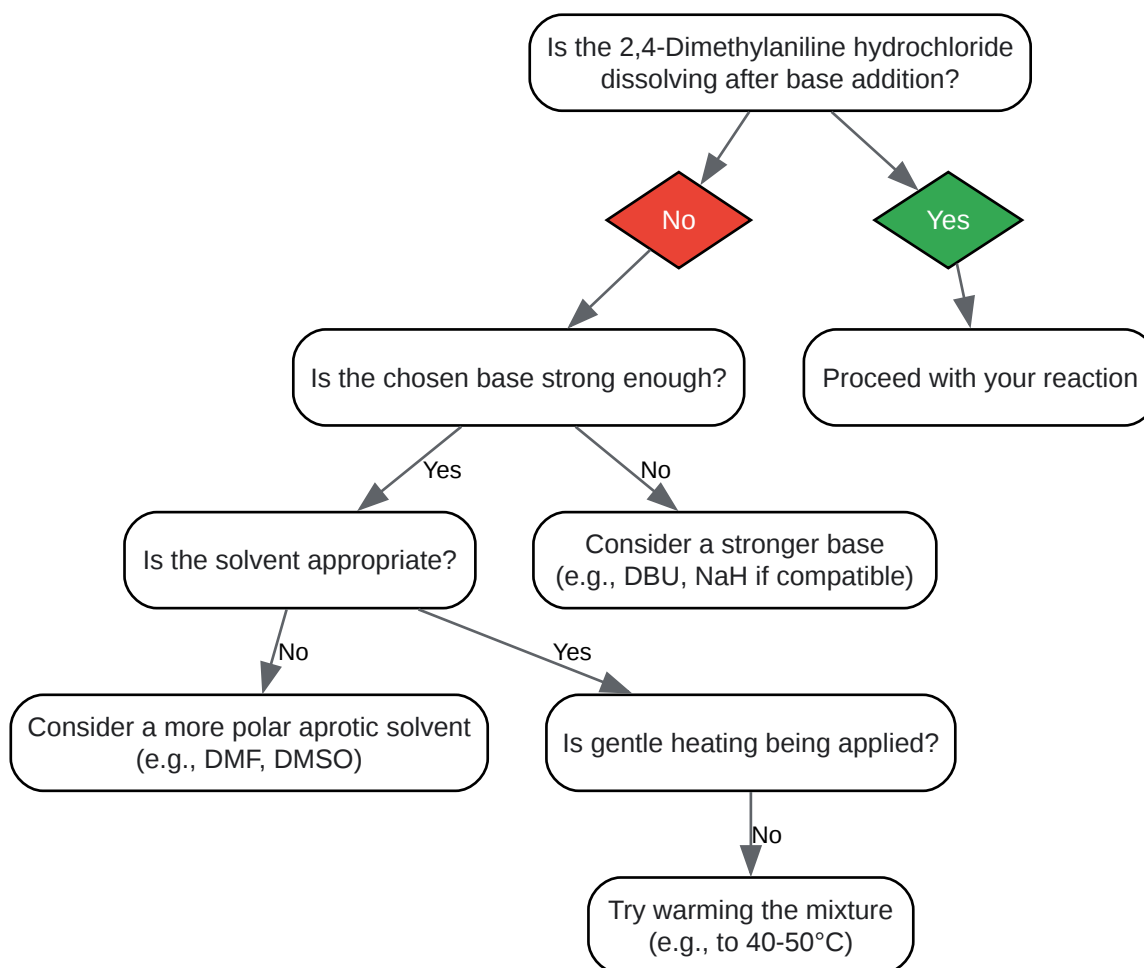 Is the 2,4-Dimethylaniline hydrochloride
dissolving after base addition?
No
Yes
Is the chosen base strong enough?
Proceed with your reaction
Yes
No
Is the solvent appropriate?
Consider a stronger base
(e.g., DBU, NaH if compatible)
No
Yes
Consider a more polar aprotic solvent
(e.g., DMF, DMSO)
Is gentle heating being applied?
No
Try warming the mixture
(e.g., to 40-50°C)